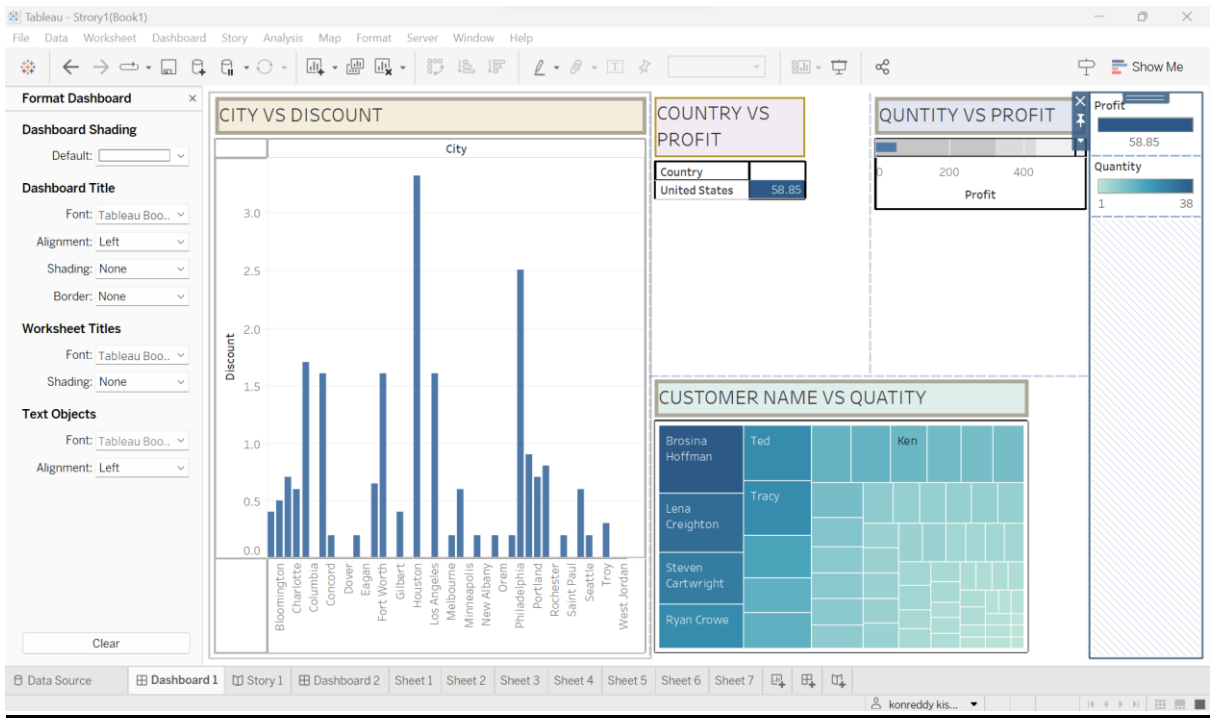 Tableau - Strory1(Book1)
File Data Worksheet Dashboard Story Analysis Map Format Server Window Help
Show Me
Format Dashboard
Dashboard Shading
Default:
Dashboard Title
Font: Tableau Boo..
Alignment: Left
Shading: None
Border: None
Worksheet Titles
Font: Tableau Boo..
Shading: None
Text Objects
Font: Tableau Boo..
Alignment: Left
Clear
CITY VS DISCOUNT
City
Discount
3.0
2.5
2.0
1.5
1.0
0.5
0.0
Bloomington
Charlotte
Columbia
Concord
Dover
Eagan
Fort Worth
Gilbert
Houston
Los Angeles
Melbourne
Minneapolis
New Albany
Orem
Philadelphia
Portland
Rochester
Saint Paul
Seattle
Troy
West Jordan
COUNTRY VS
PROFIT
Country
United States 58.85
QUNTITY VS PROFIT
0 200 400
Profit
Profit
58.85
Quantity
1 38
CUSTOMER NAME VS QUATITY
Brosina
Hoffman
Lena
Creighton
Steven
Cartwright
Ryan Crowe
Ted
Tracy
Ken
Data Source Dashboard 1 Story 1 Dashboard 2 Sheet 1 Sheet 2 Sheet 3 Sheet 4 Sheet 5 Sheet 6 Sheet 7
konreddy kis...